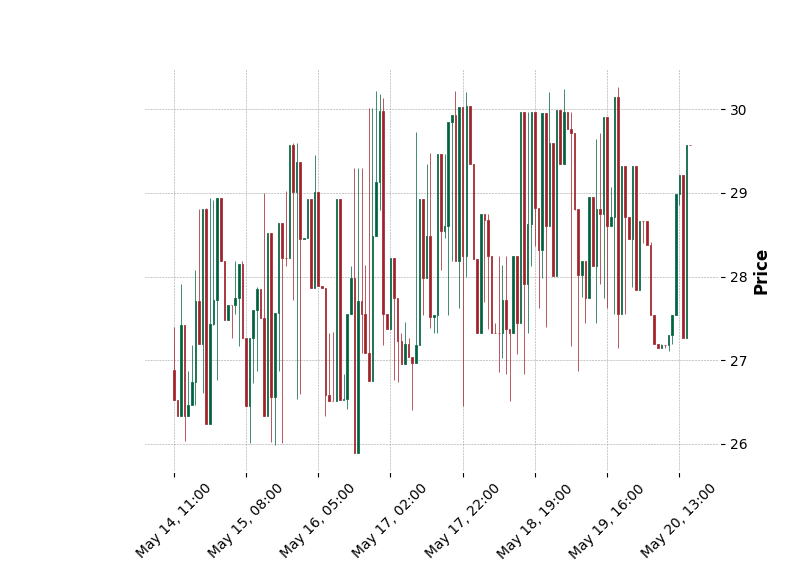 30
29
28
27
26
Price
May 14, 11:00
May 15, 08:00
May 16, 05:00
May 17, 02:00
May 17, 22:00
May 18, 19:00
May 19, 16:00
May 20, 13:00